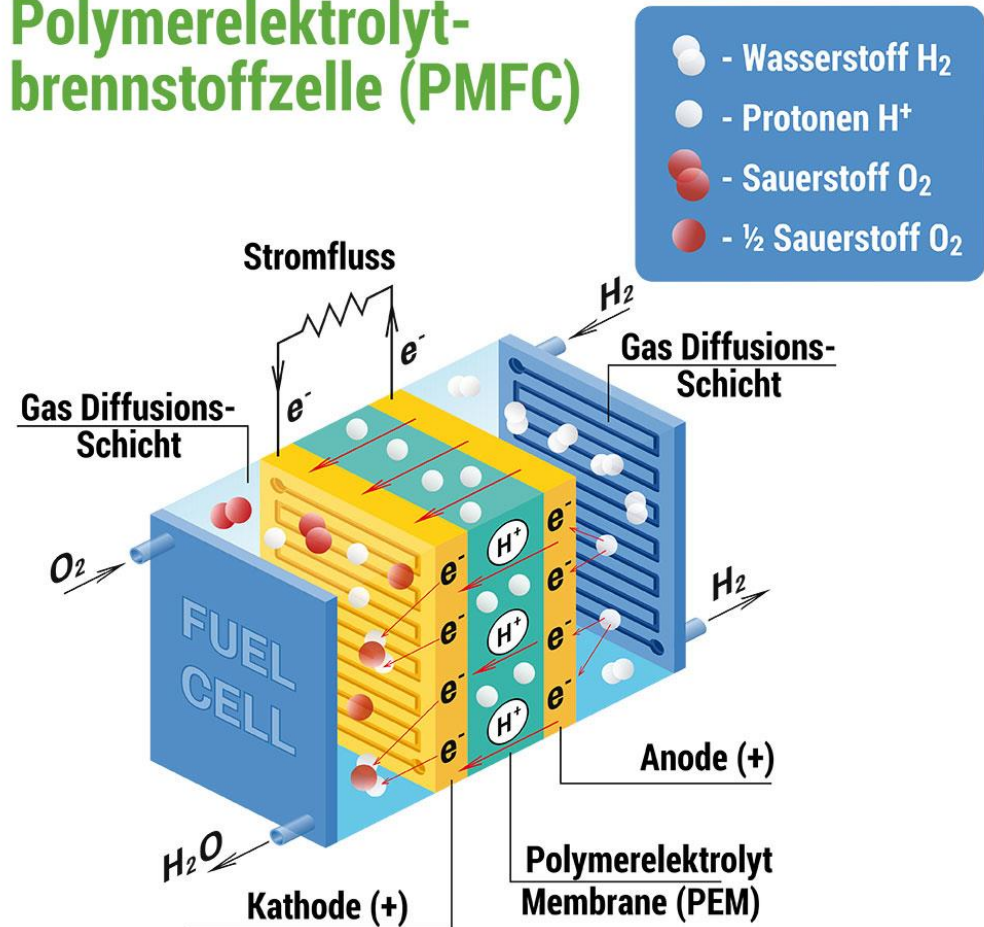 Polymerelektrolyt-
brennstoffzelle (PMFC)
- Wasserstoff H₂
- Protonen H⁺
- Sauerstoff O₂
- ½ Sauerstoff O₂
Stromfluss
e⁻
e⁻
H₂
Gas Diffusions-
Schicht
Gas Diffusions-
Schicht
O₂
FUEL
CELL
e⁻
e⁻
e⁻
e⁻
H⁺
H⁺
H⁺
e⁻
e⁻
e⁻
e⁻
H₂
Anode (+)
H₂O
Polymerelektrolyt
Membrane (PEM)
Kathode (+)